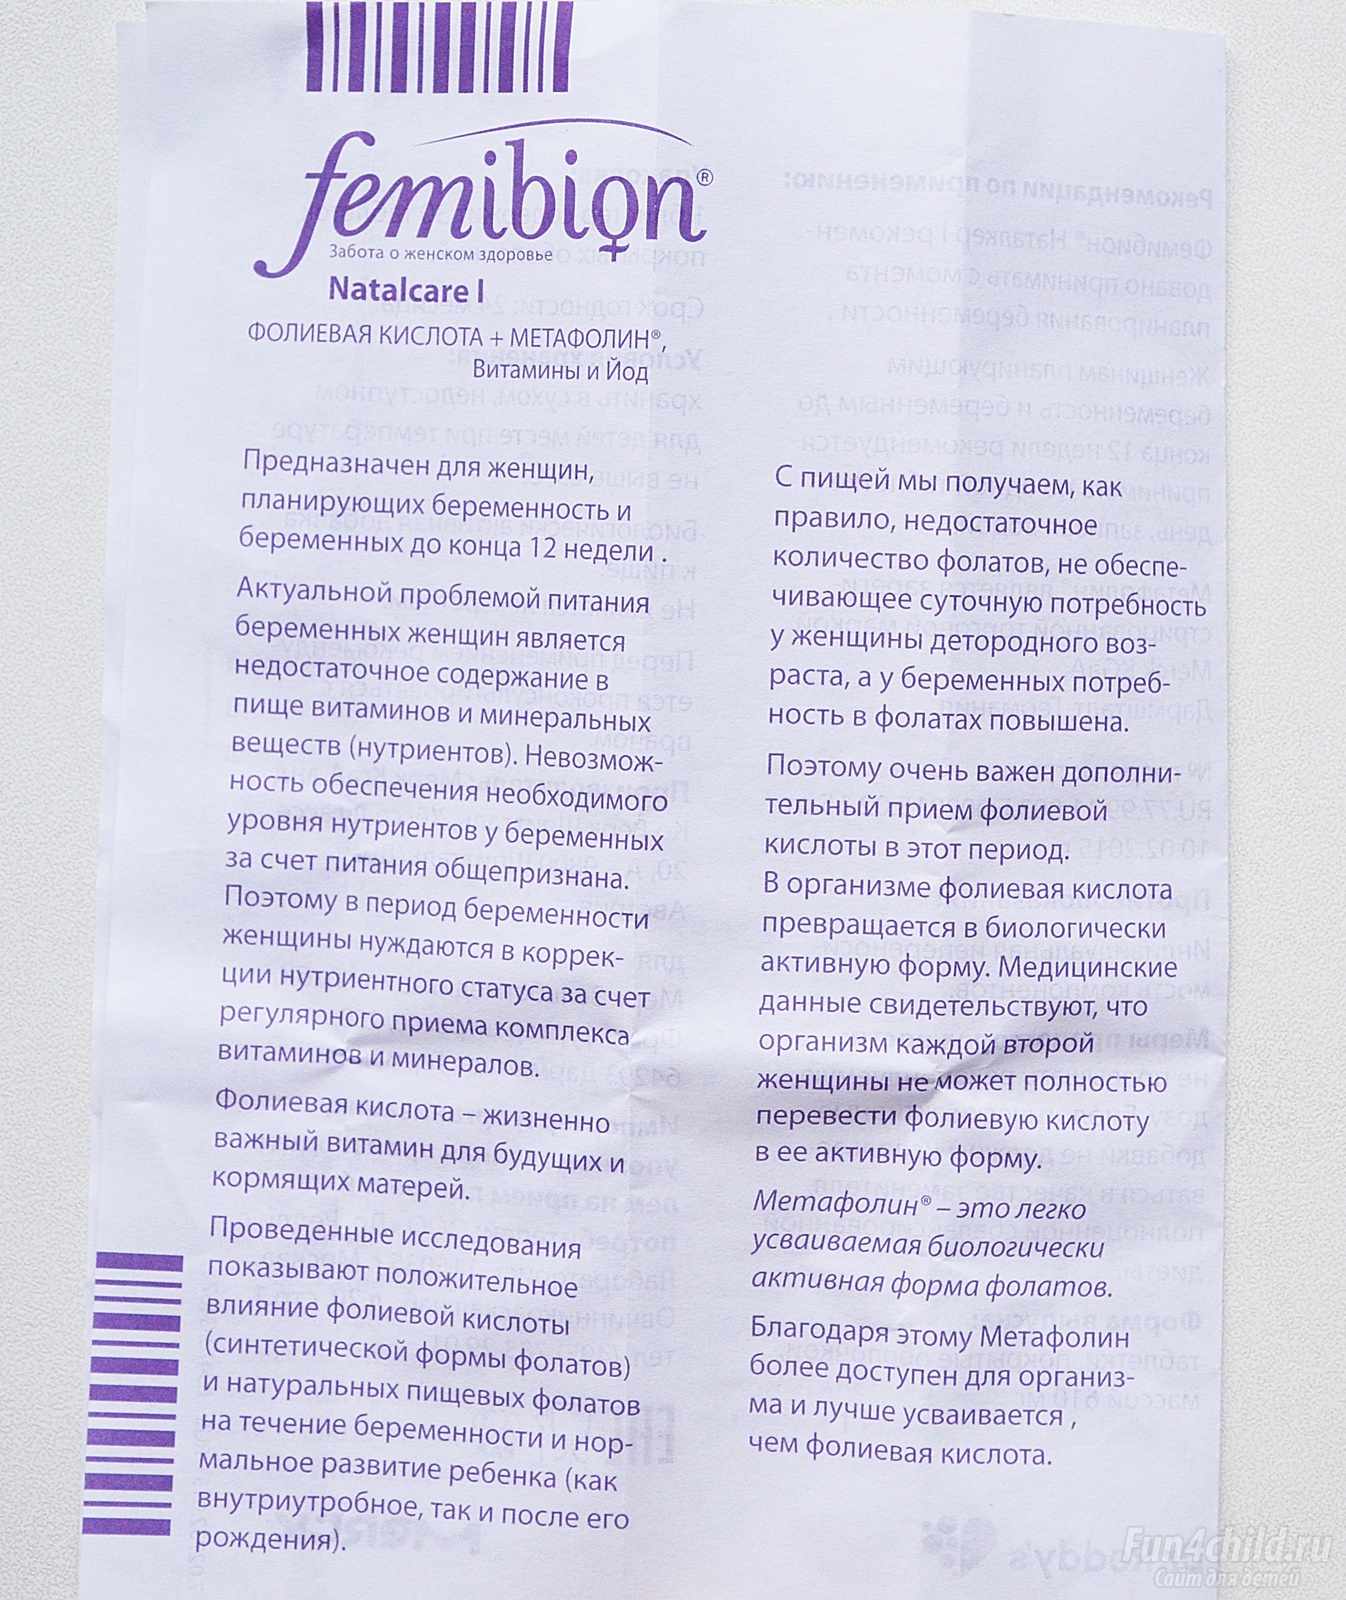 femibion®
Забота о женском здоровье
Natalcare I
ФОЛИЕВАЯ КИСЛОТА + МЕТАФОЛИН®,
Витамины и Йод
Предназначен для женщин,
планирующих беременность и
беременных до конца 12 недели .
Актуальной проблемой питания
беременных женщин является
недостаточное содержание в
пище витаминов и минеральных
веществ (нутриентов). Невозмож-
ность обеспечения необходимого
уровня нутриентов у беременных
за счет питания общепризнана.
Поэтому в период беременности
женщины нуждаются в коррек-
ции нутриентного статуса за счет
регулярного приема комплекса
витаминов и минералов.
Фолиевая кислота – жизненно
важный витамин для будущих и
кормящих матерей.
Проведенные исследования
показывают положительное
влияние фолиевой кислоты
(синтетической формы фолатов)
и натуральных пищевых фолатов
на течение беременности и нор-
мальное развитие ребенка (как
внутриутробное, так и после его
рождения).
С пищей мы получаем, как
правило, недостаточное
количество фолатов, не обеспе-
чивающее суточную потребность
у женщины детородного воз-
раста, а у беременных потреб-
ность в фолатах повышена.
Поэтому очень важен дополни-
тельный прием фолиевой
кислоты в этот период.
В организме фолиевая кислота
превращается в биологически
активную форму. Медицинские
данные свидетельствуют, что
организм каждой второй
женщины не может полностью
перевести фолиевую кислоту
в ее активную форму.
Метафолин® – это легко
усваиваемая биологически
активная форма фолатов.
Благодаря этому Метафолин
более доступен для организ-
ма и лучше усваивается ,
чем фолиевая кислота.
Fun4child.ru
Сайт для детей